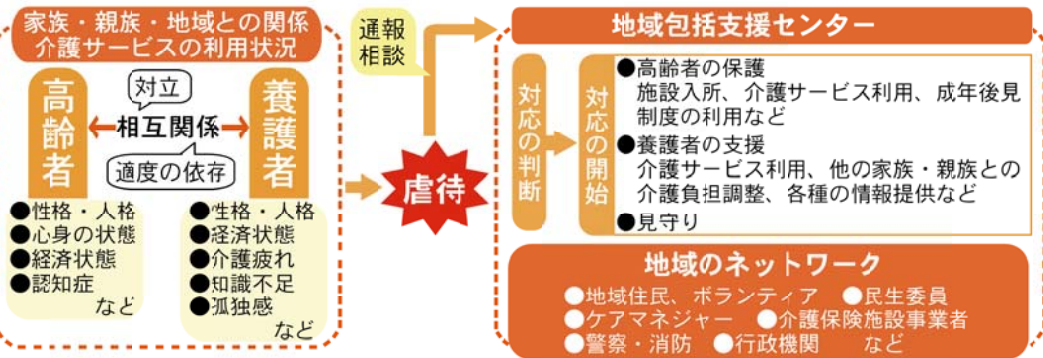 家族・親族・地域との関係
介護サービスの利用状況
高齢者
対立
相互関係
適度の依存
養護者
●性格・人格
●心身の状態
●経済状態
●認知症
など
●性格・人格
●経済状態
●介護疲れ
●知識不足
●孤独感
など
虐待
通報
相談
地域包括支援センター
対応の判断
対応の開始
●高齢者の保護
施設入所、介護サービス利用、成年後見
制度の利用など
●養護者の支援
介護サービス利用、他の家族・親族との
介護負担調整、各種の情報提供など
●見守り
地域のネットワーク
●地域住民、ボランティア ●民生委員
●ケアマネジャー ●介護保険施設事業者
●警察・消防 ●行政機関 など